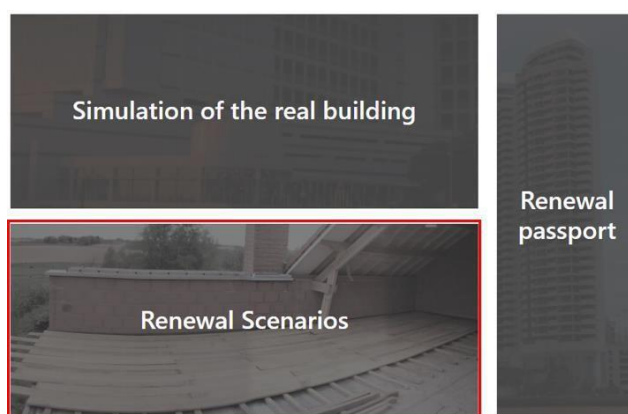 Simulation of the real building
Renewal Scenarios
Renewal
passport